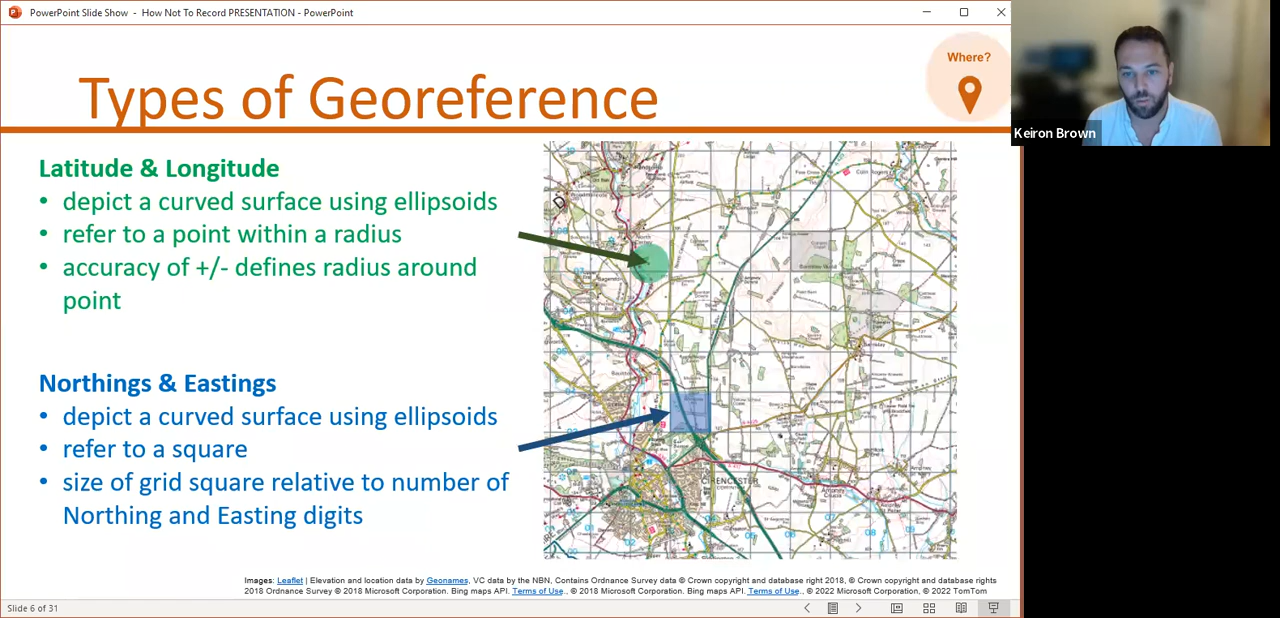 PowerPoint Slide Show - How Not To Record PRESENTATION - PowerPoint
Types of Georeference
Where?
Keiron Brown
Latitude & Longitude
• depict a curved surface using ellipsoids
• refer to a point within a radius
• accuracy of +/- defines radius around
point
Northings & Eastings
• depict a curved surface using ellipsoids
• refer to a square
• size of grid square relative to number of
Northing and Easting digits
CIRENCESTER
Images: Leaflet | Elevation and location data by Geonames, VC data by the NBN, Contains Ordnance Survey data © Crown copyright and database right 2018, © Crown copyright and database rights
2018 Ordnance Survey © 2018 Microsoft Corporation. Bing maps API. Terms of Use., © 2018 Microsoft Corporation. Bing maps API. Terms of Use., © 2022 Microsoft Corporation, © 2022 TomTom
Slide 6 of 31